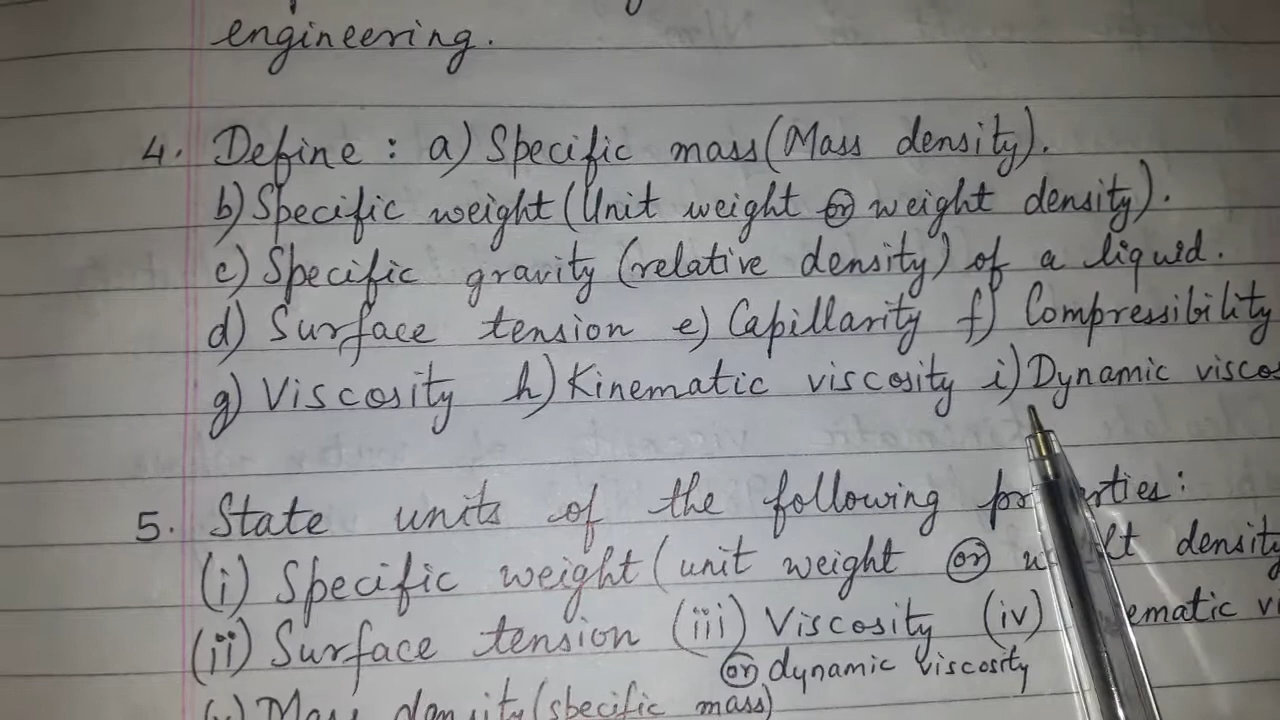 engineering.
4. Define : a) Specific mass (Mass density).
b) Specific weight (Unit weight or weight density).
c) Specific gravity (relative density) of a liquid.
d) Surface tension e) Capillarity f) Compressibility
g) Viscosity h) Kinematic viscosity i) Dynamic
5. State units of the following
(i) Specific weight (unit weight or density
(ii) Surface tension (iii) Viscosity (iv)
or dynamic viscosity
(v) Mass density (specific mass)